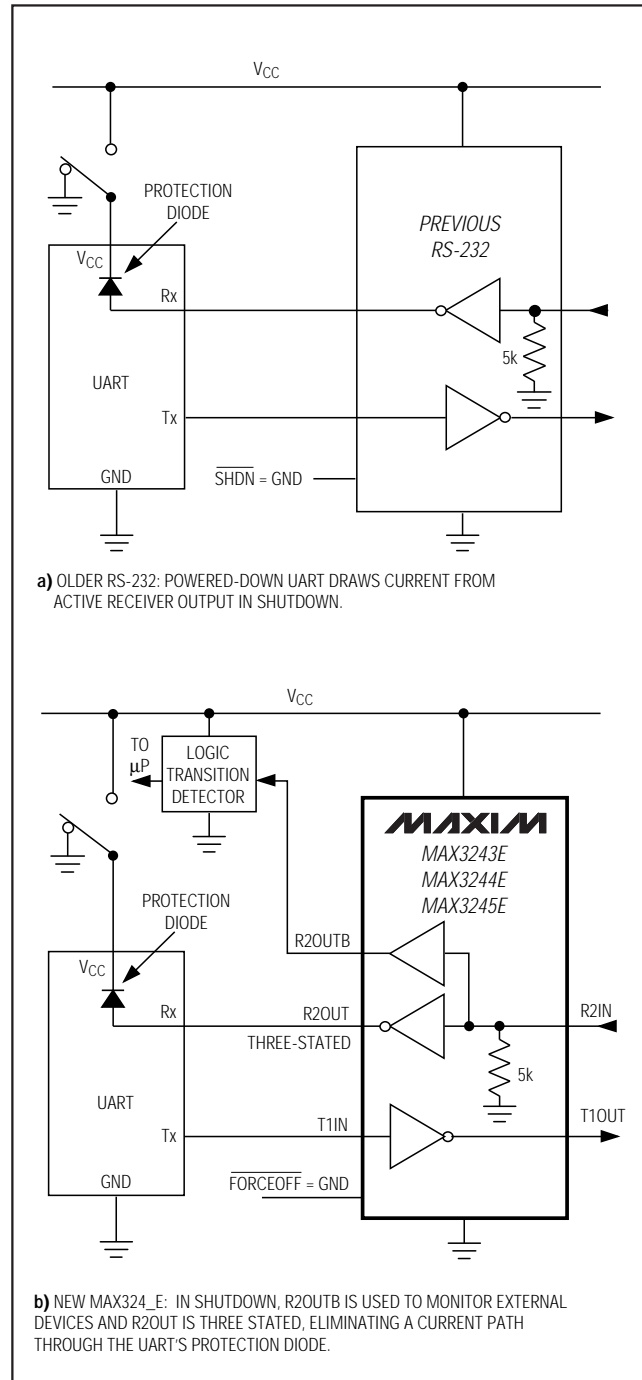 VCC
PROTECTION
DIODE
PREVIOUS
RS-232
VCC
Rx
5k
UART
Tx
GND
SHDN = GND
a) OLDER RS-232: POWERED-DOWN UART DRAWS CURRENT FROM
ACTIVE RECEIVER OUTPUT IN SHUTDOWN.
VCC
TO
µP
LOGIC
TRANSITION
DETECTOR
MAXIM
MAX3243E
MAX3244E
MAX3245E
PROTECTION
DIODE
R2OUTB
VCC
Rx
R2OUT
R2IN
THREE-STATED
5k
UART
Tx
T1IN
T1OUT
GND
FORCEOFF = GND
b) NEW MAX324_E: IN SHUTDOWN, R2OUTB IS USED TO MONITOR EXTERNAL
DEVICES AND R2OUT IS THREE STATED, ELIMINATING A CURRENT PATH
THROUGH THE UART'S PROTECTION DIODE.